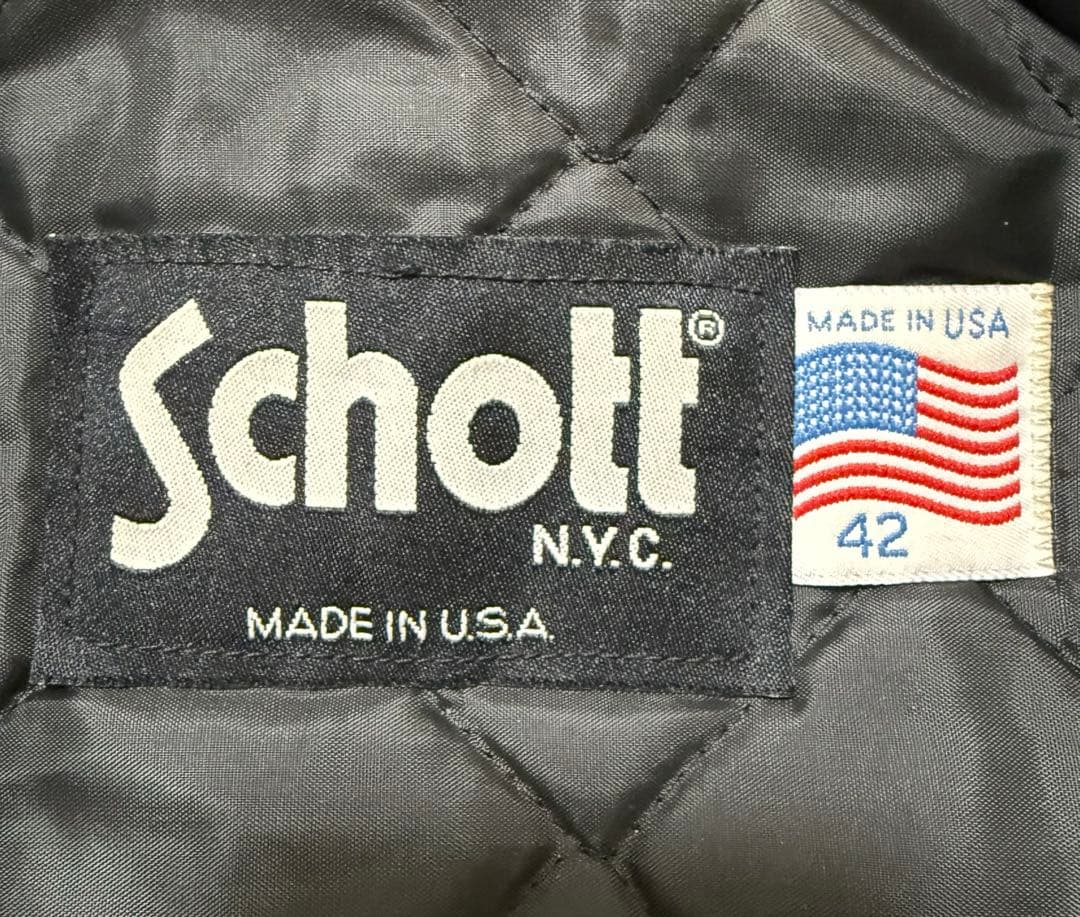 Schott®
N.Y.C.
MADE IN U.S.A.
MADE IN USA
42